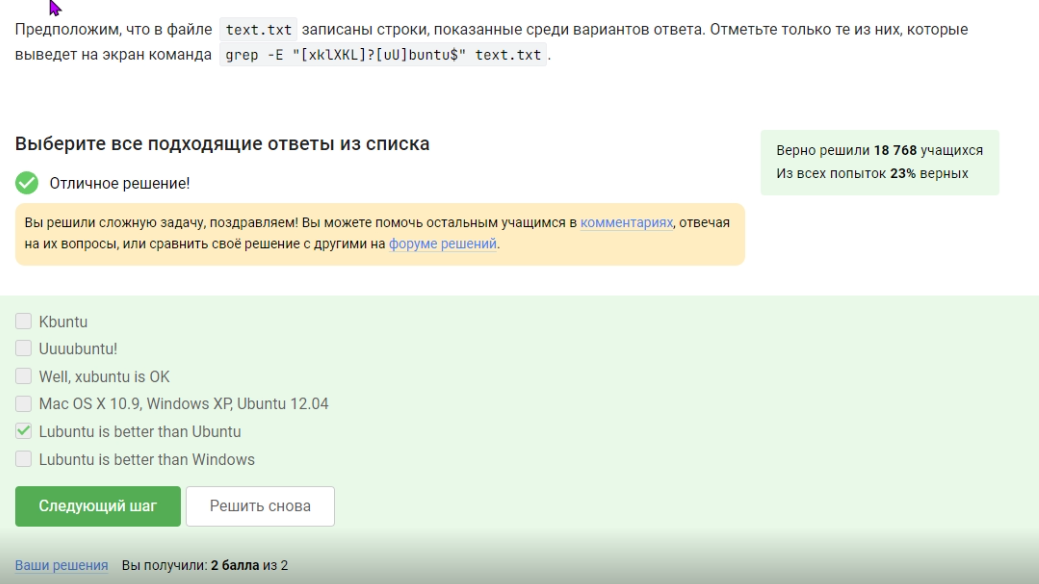 Предположим, что в файле text.txt записаны строки, показанные среди вариантов ответа. Отметьте только те из них, которые
выведет на экран команда grep -E "[xklXKL]?[uU]buntu$" text.txt.
Выберите все подходящие ответы из списка
Верно решили 18 768 учащихся
Из всех попыток 23% верных
Отличное решение!
Вы решили сложную задачу, поздравляем! Вы можете помочь остальным учащимся в комментариях, отвечая
на их вопросы, или сравнить своё решение с другими на форуме решений.
Kbuntu
Uuuubuntu!
Well, xubuntu is OK
Mac OS X 10.9, Windows XP, Ubuntu 12.04
Lubuntu is better than Ubuntu
Lubuntu is better than Windows
Следующий шаг
Решить снова
Ваши решения Вы получили: 2 балла из 2